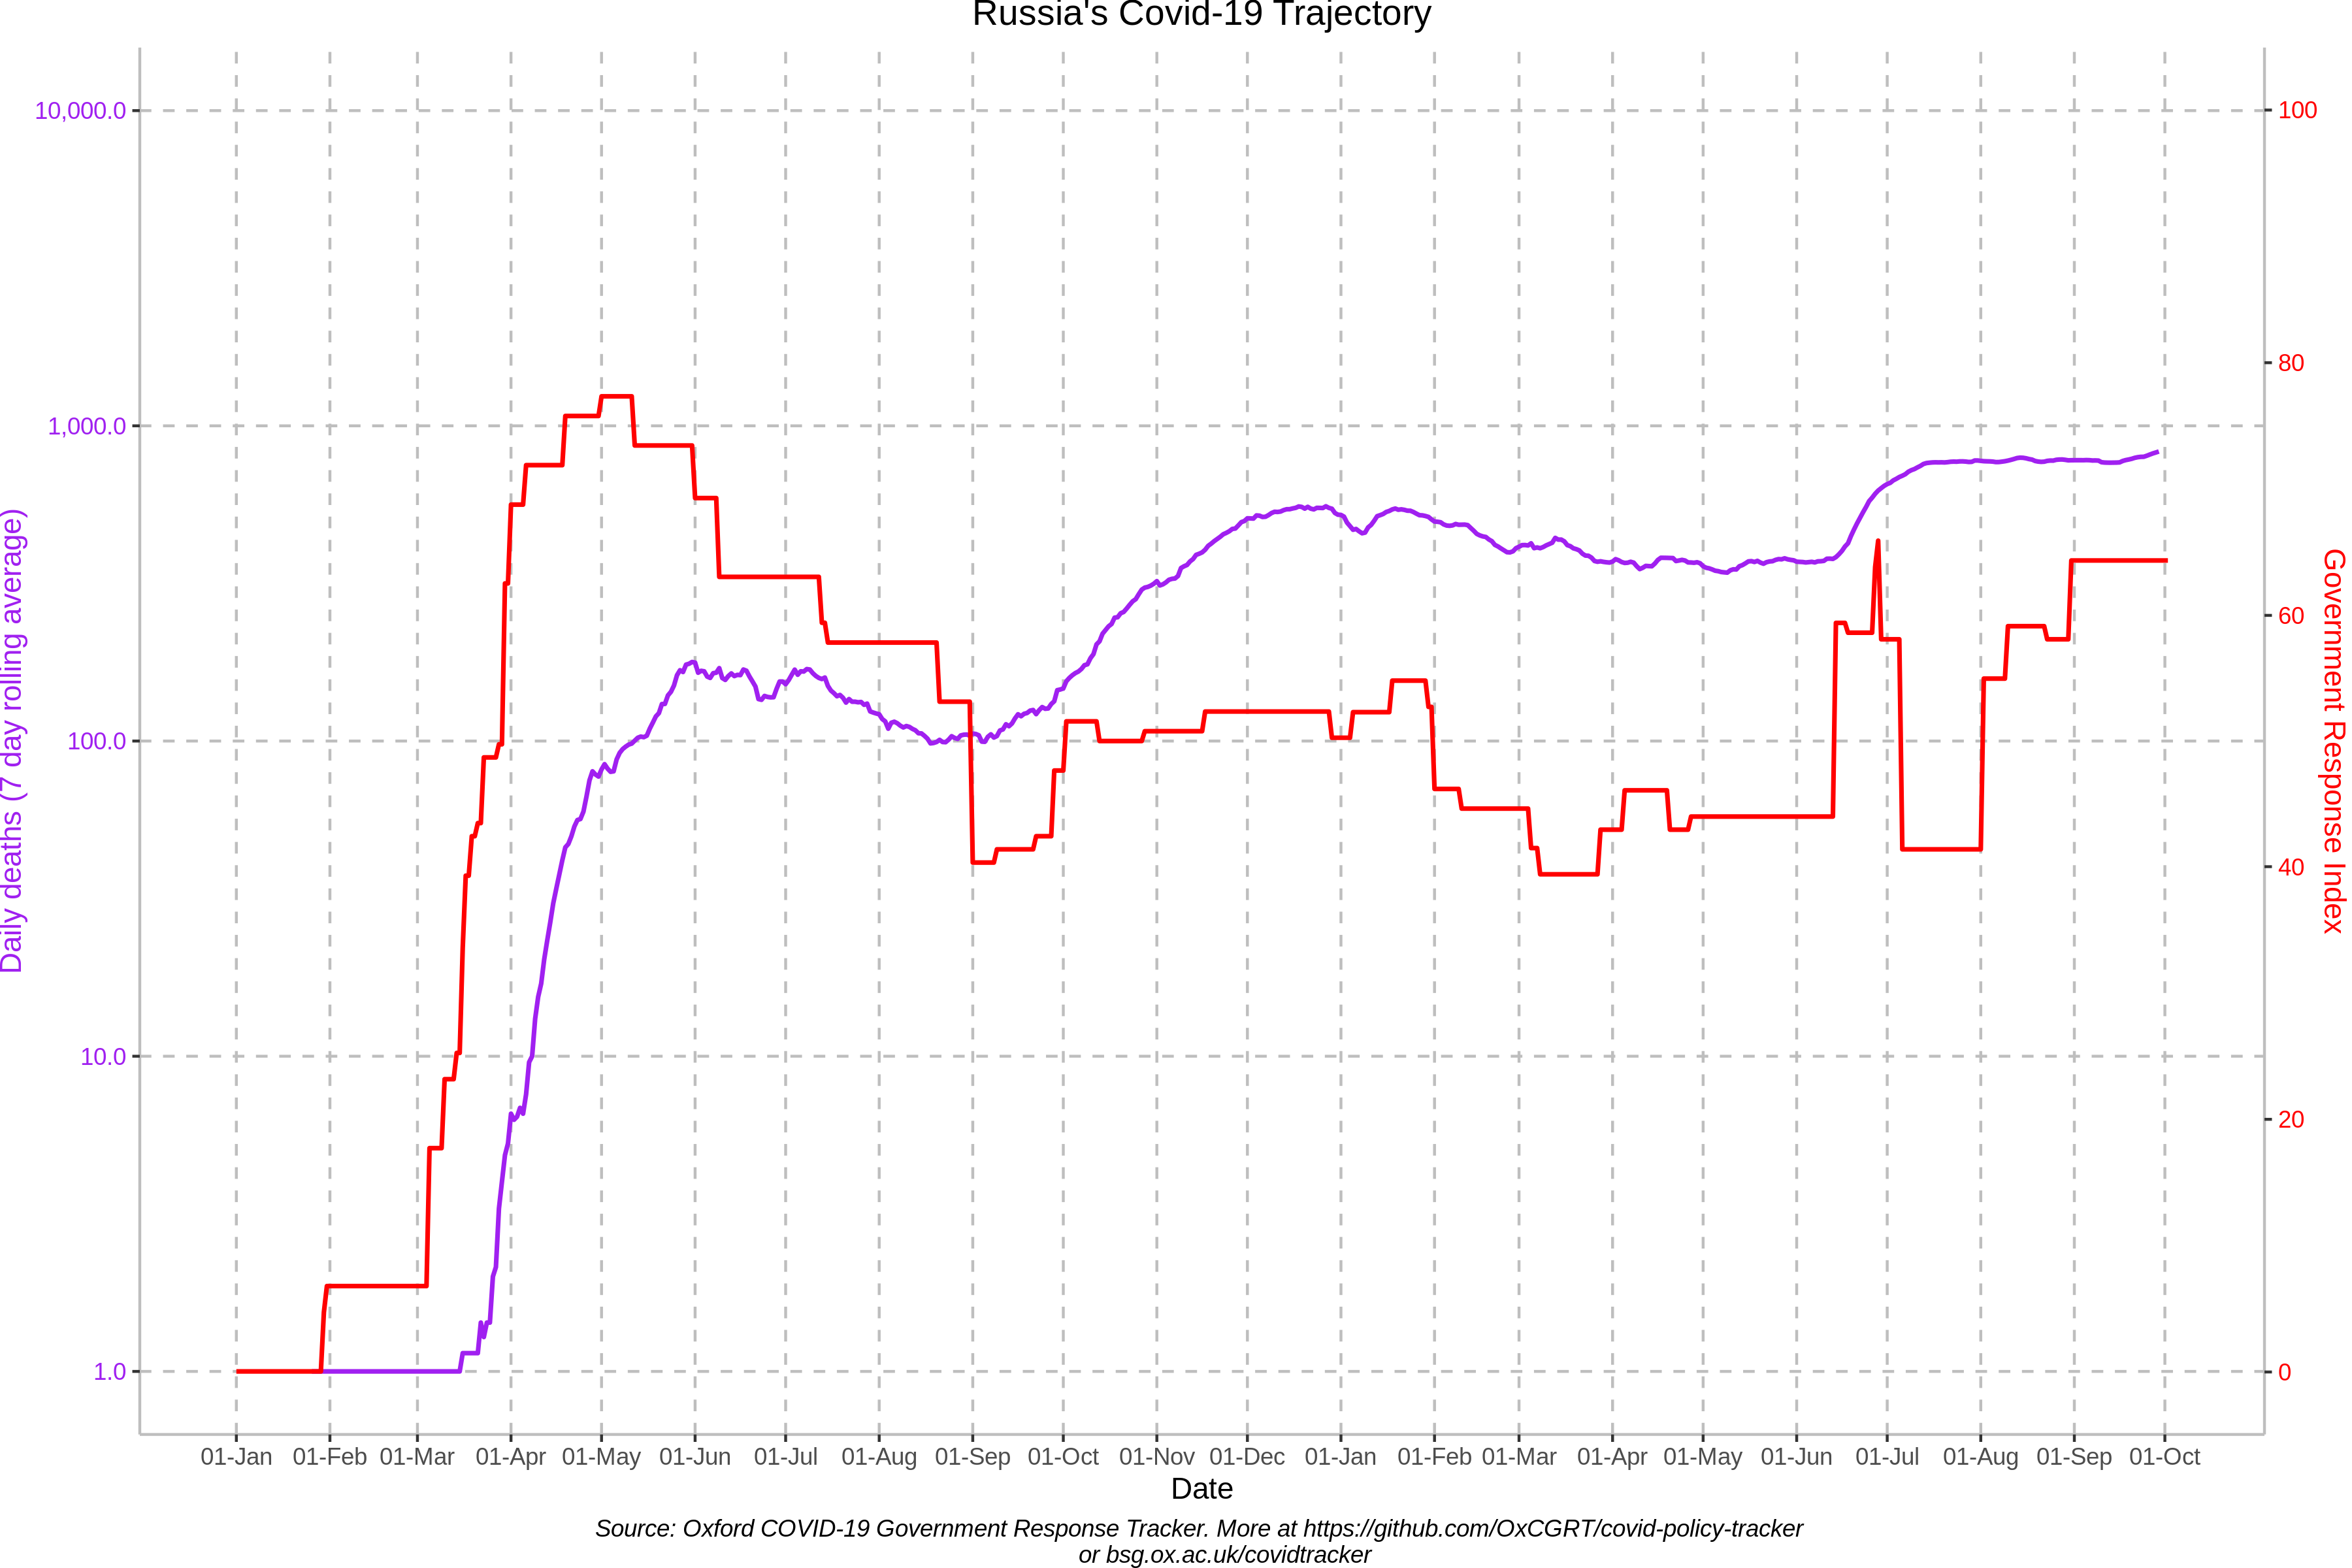 Russia's Covid-19 Trajectory
10,000.0
1,000.0
100.0
10.0
1.0
Daily deaths (7 day rolling average)
100
80
60
40
20
0
Government Response Index
01-Jan 01-Feb 01-Mar 01-Apr 01-May 01-Jun 01-Jul 01-Aug 01-Sep 01-Oct 01-Nov 01-Dec 01-Jan 01-Feb 01-Mar 01-Apr 01-May 01-Jun 01-Jul 01-Aug 01-Sep 01-Oct
Date
Source: Oxford COVID-19 Government Response Tracker. More at https://github.com/OxCGRT/covid-policy-tracker
or bsg.ox.ac.uk/covidtracker